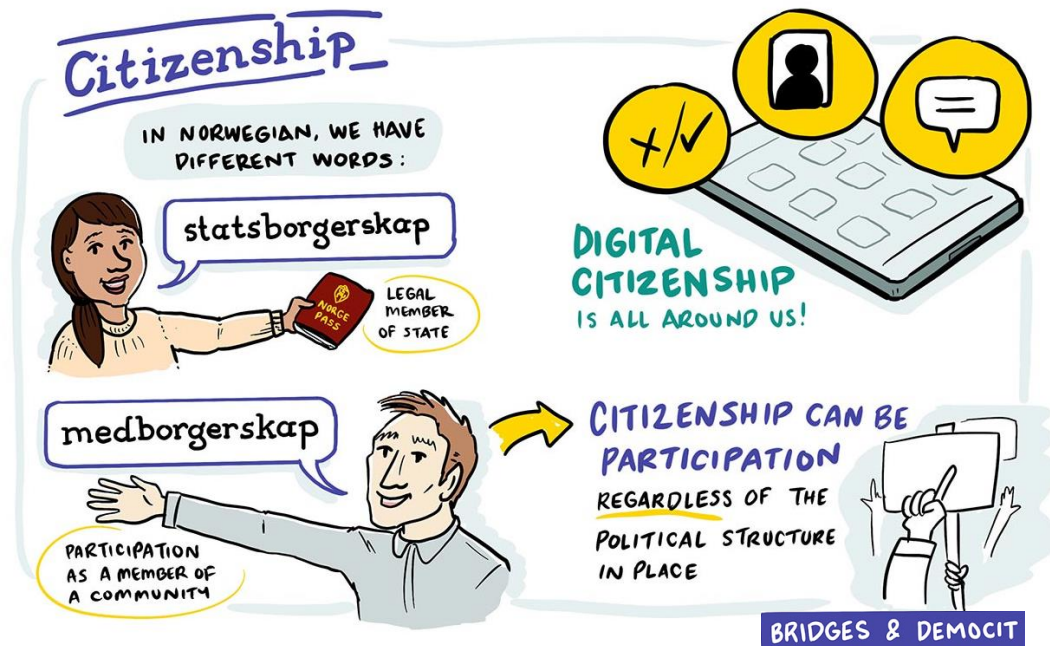 Citizenship
IN NORWEGIAN, WE HAVE
DIFFERENT WORDS:
statsborgerskap
NORGE
PASS
LEGAL
MEMBER
OF STATE
medborgerskap
PARTICIPATION
AS A MEMBER OF
A COMMUNITY
DIGITAL
CITIZENSHIP
IS ALL AROUND US!
CITIZENSHIP CAN BE
PARTICIPATION
REGARDLESS OF THE
POLITICAL STRUCTURE
IN PLACE
BRIDGES & DEMOCIT